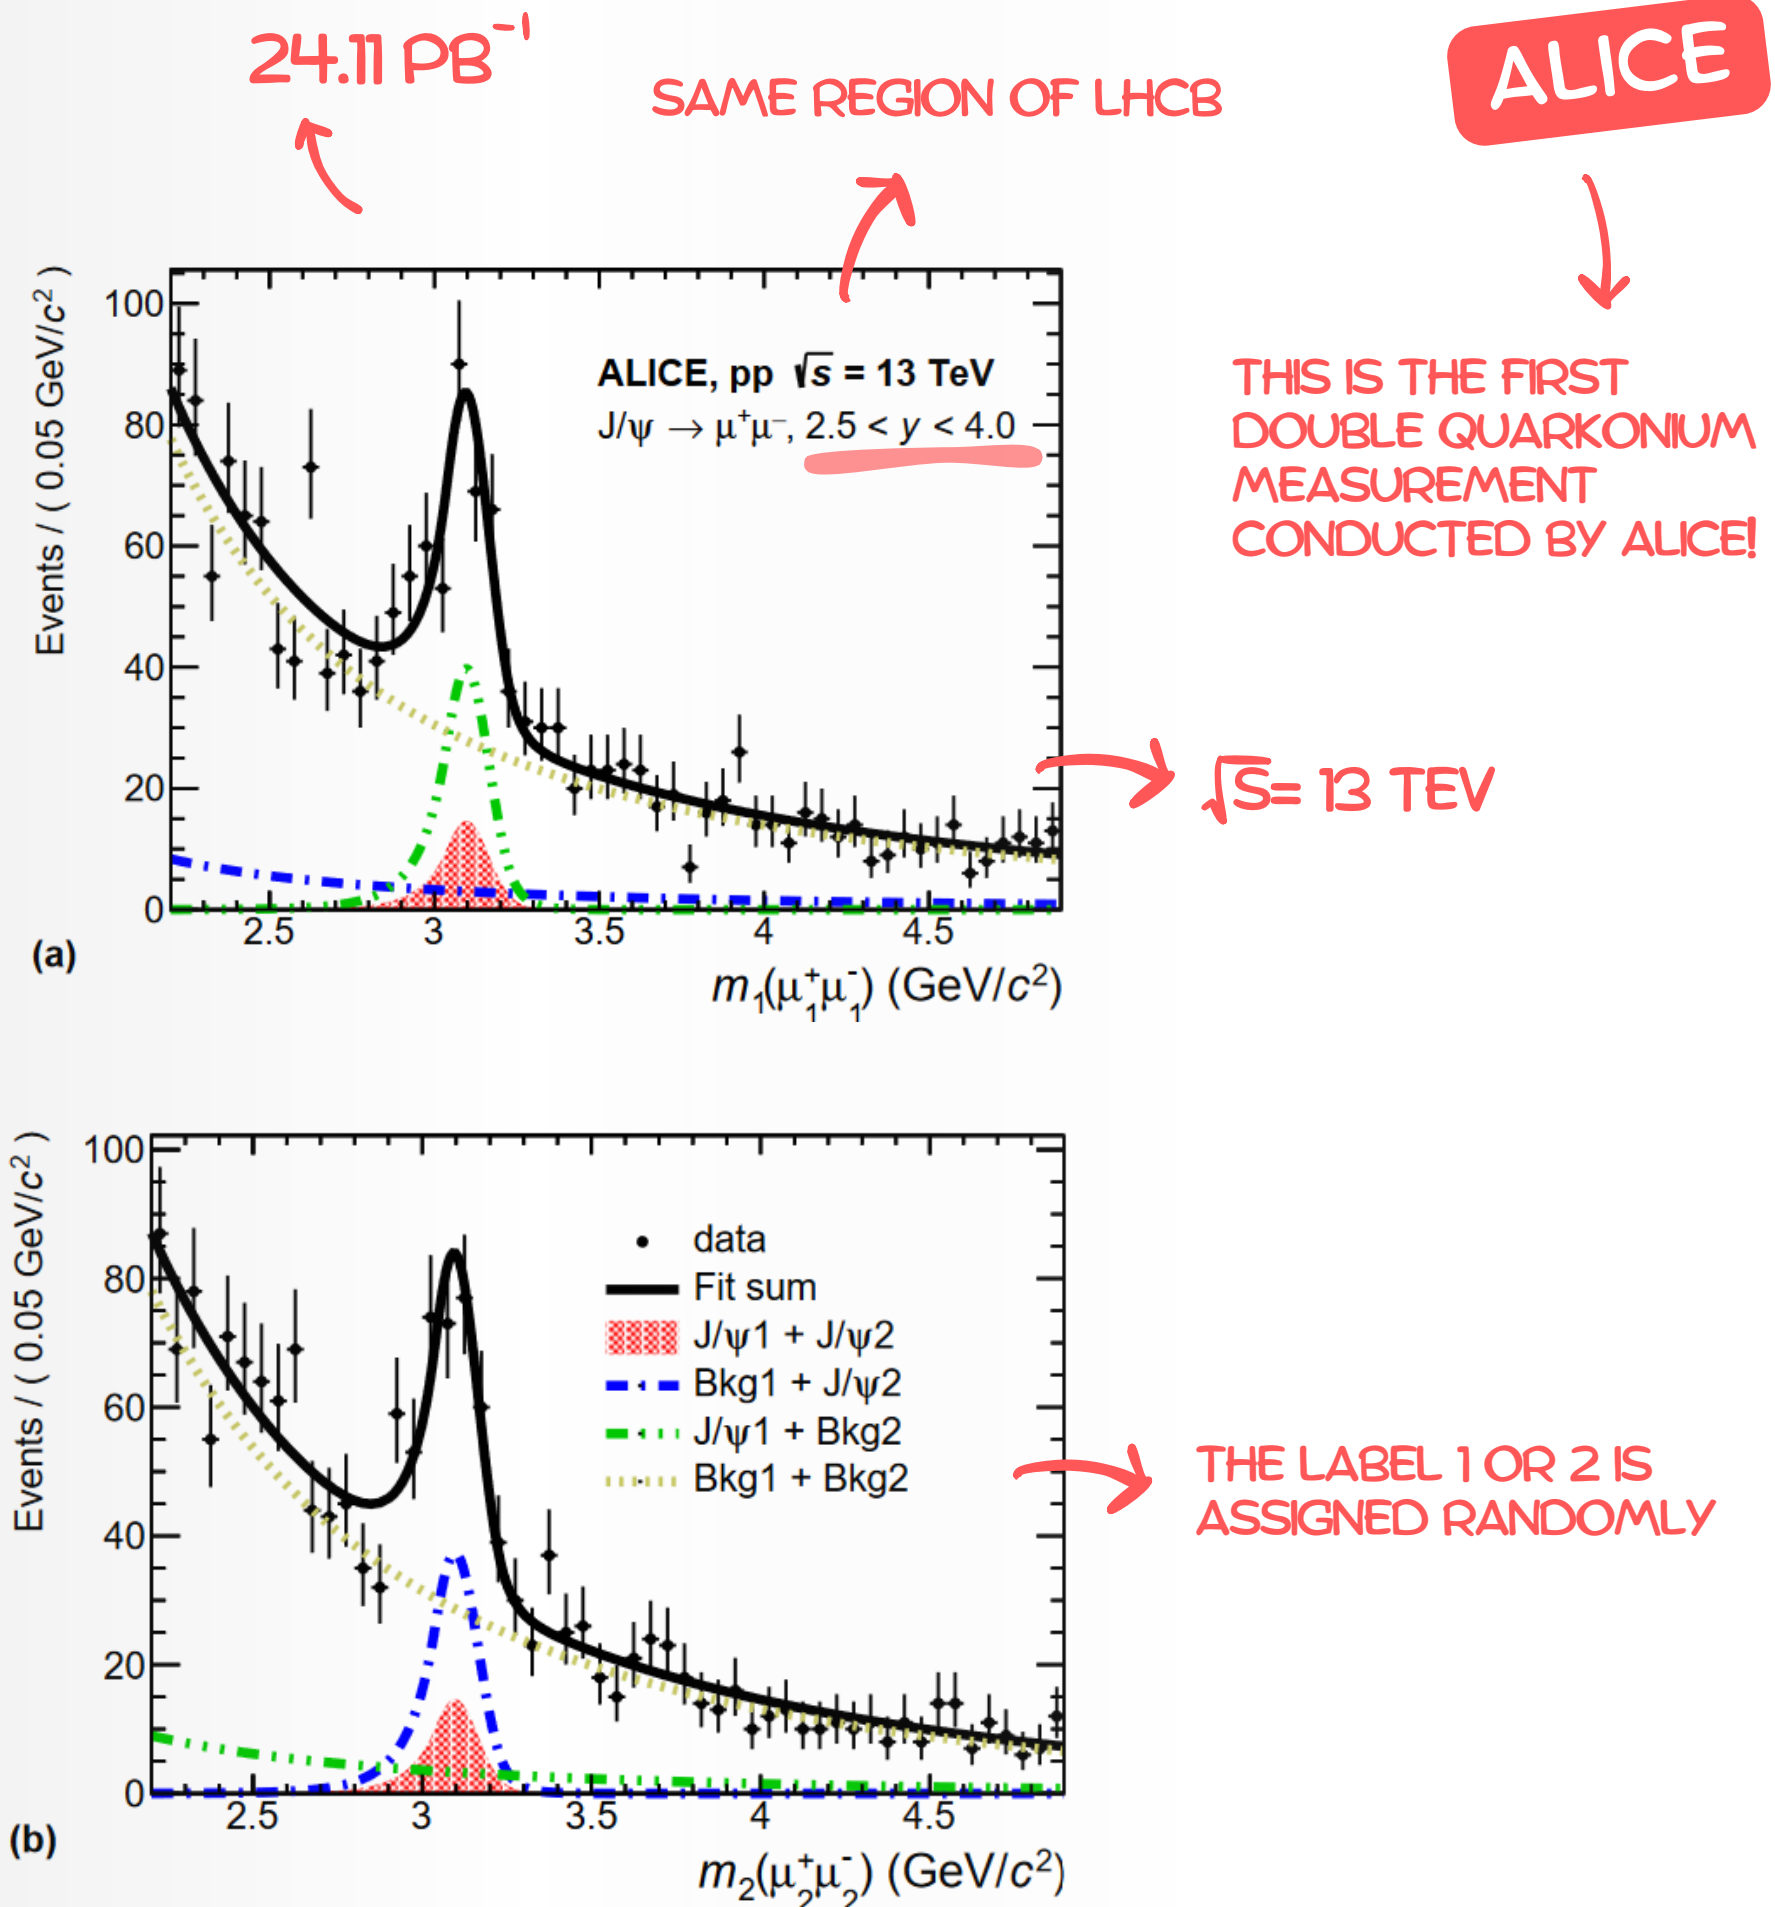 24.11 PB⁻¹
SAME REGION OF LHCB
ALICE
Events / ( 0.05 GeV/c² )
100
80
60
40
20
0
ALICE, pp √s = 13 TeV
J/ψ → μ⁺μ⁻, 2.5 < y < 4.0
2.5 3 3.5 4 4.5
(a)
m₁(μ₁⁺μ₁⁻) (GeV/c²)
THIS IS THE FIRST
DOUBLE QUARKONIUM
MEASUREMENT
CONDUCTED BY ALICE!
√S= 13 TEV
Events / ( 0.05 GeV/c² )
100
80
60
40
20
0
data
Fit sum
J/ψ1 + J/ψ2
Bkg1 + J/ψ2
J/ψ1 + Bkg2
Bkg1 + Bkg2
2.5 3 3.5 4 4.5
(b)
m₂(μ₂⁺μ₂⁻) (GeV/c²)
THE LABEL 1 OR 2 IS
ASSIGNED RANDOMLY